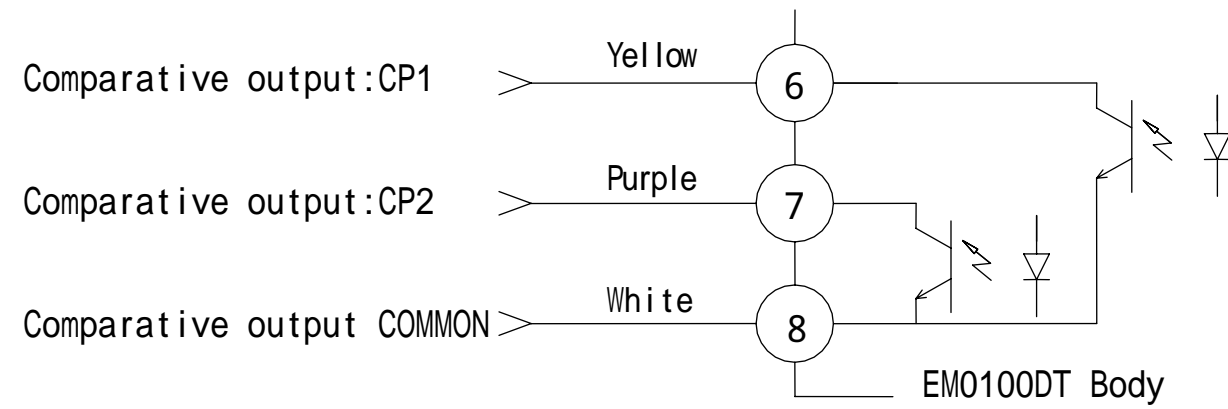 Yellow
Comparative output:CP1
6
Purple
Comparative output:CP2
7
White
Comparative output COMMON
8
EM0100DT Body